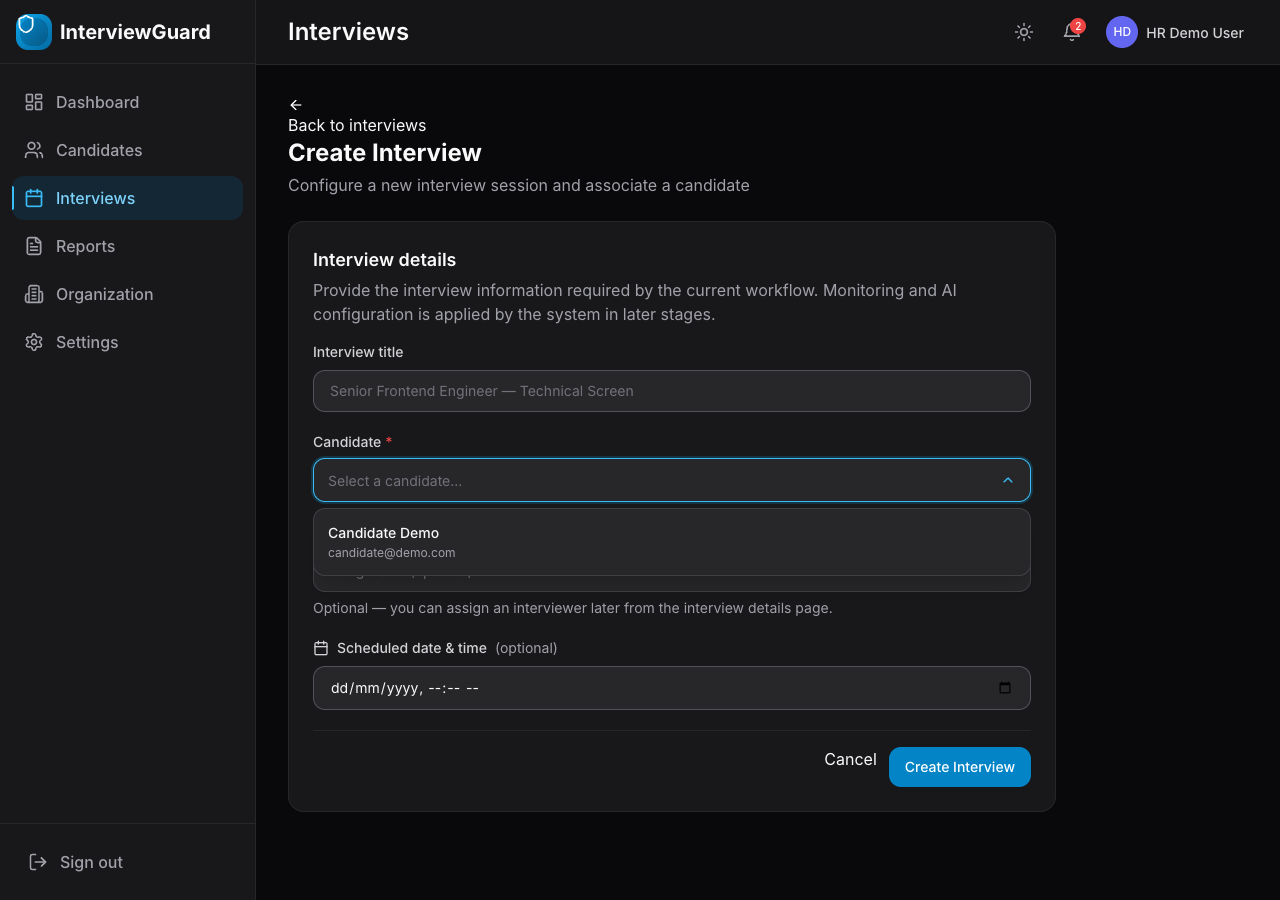 InterviewGuard
Interviews
2
HD
HR Demo User
Dashboard
Candidates
Interviews
Reports
Organization
Settings
Sign out
Back to interviews
Create Interview
Configure a new interview session and associate a candidate
Interview details
Provide the interview information required by the current workflow. Monitoring and AI
configuration is applied by the system in later stages.
Interview title
Senior Frontend Engineer — Technical Screen
Candidate *
Select a candidate...
Candidate Demo
candidate@demo.com
Optional — you can assign an interviewer later from the interview details page.
Scheduled date & time (optional)
dd/mm/yyyy, --:-- --
Cancel
Create Interview